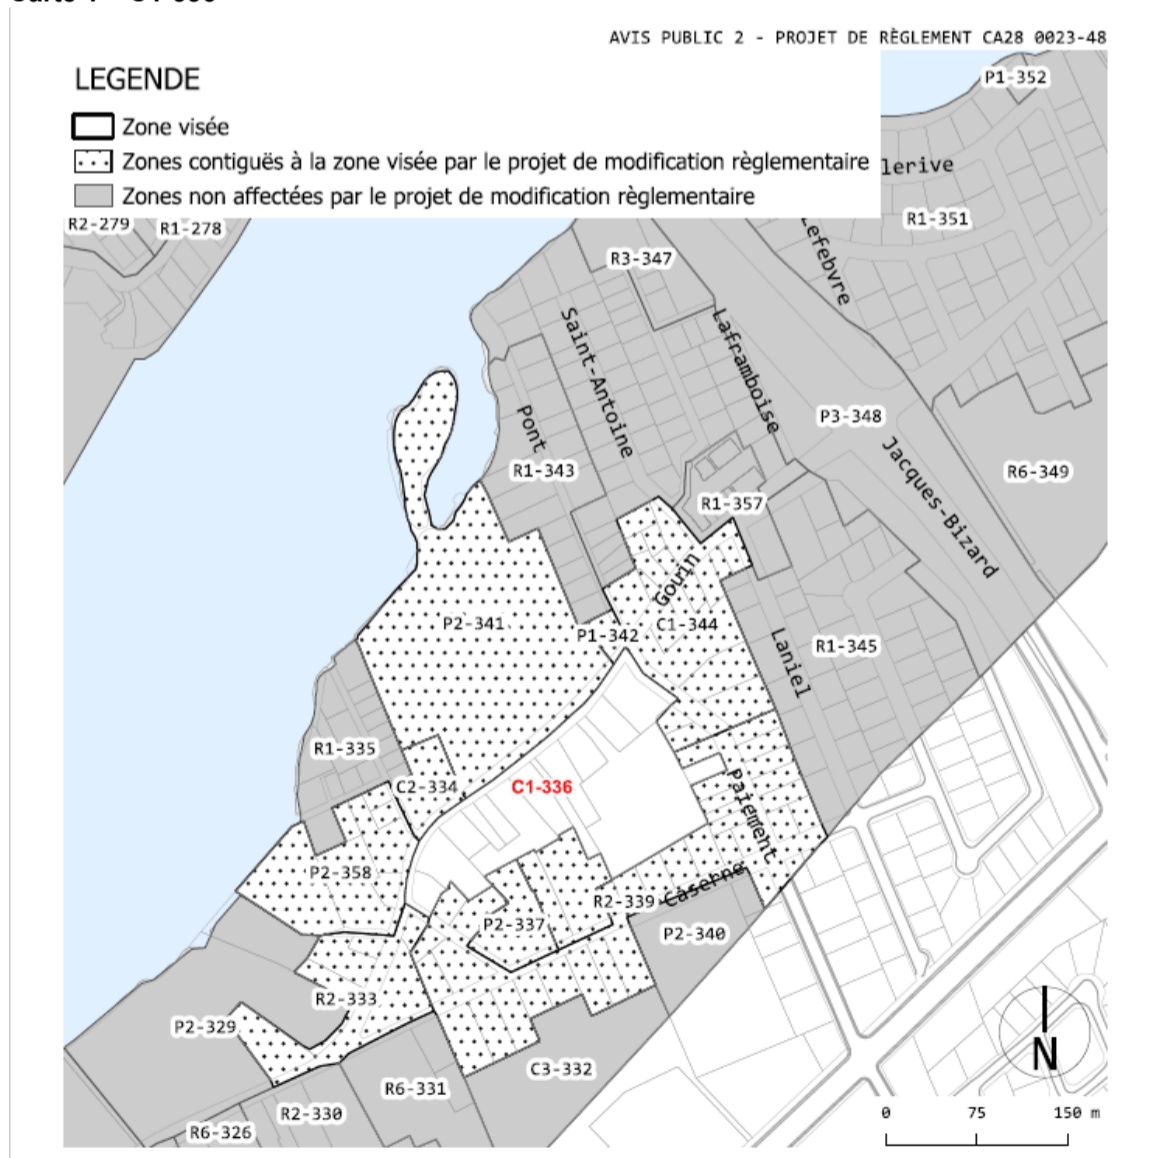 AVIS PUBLIC 2 - PROJET DE RÈGLEMENT CA28 0023-48
LEGENDE
Zone visée
Zones contiguës à la zone visée par le projet de modification règlementaire
Zones non affectées par le projet de modification règlementaire
P1-352
lerive
R1-351
R2-279
R1-278
Lefebvre
R3-347
Saint-Antoine
Laframboise
Pont
P3-348
R1-343
Jacques-Bizard
R6-349
R1-357
Gouin
P2-341
P1-342
C1-344
Laniel
R1-345
R1-335
C2-334
C1-336
Paiement
P2-358
Caserne
R2-339
P2-337
P2-340
R2-333
P2-329
C3-332
R6-331
R2-330
R6-326
N
0 75 150 m